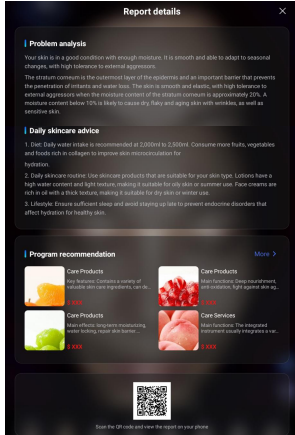 Report details
Problem analysis
Your skin is in a good condition with enough moisture. It is smooth and able to adapt to seasonal
changes, with high tolerance to external aggressors.
The stratum corneum is the outermost layer of the epidermis and an important barrier that prevents
the penetration of irritants and water loss. The skin is smooth and elastic, with high tolerance to
external aggressors when the moisture content of the stratum corneum is approximately 20%. A
moisture content below 10% is likely to cause dry, flaky and aging skin with wrinkles, as well as
sensitive skin.
Daily skincare advice
1. Diet: Daily water intake is recommended at 2,000ml to 2,500ml. Consume more fruits, vegetables
and foods rich in collagen to improve skin microcirculation for
hydration.
2. Daily skincare routine: Use skincare products that are suitable for your skin type. Lotions have a
high water content and light texture, making it suitable for oily skin or summer use. Face creams are
rich in oil with a thick texture, making it suitable for dry skin or winter use.
3. Lifestyle: Ensure sufficient sleep and avoid staying up late to prevent endocrine disorders that
affect hydration for healthy skin.
Program recommendation
More >
Care Products
Key features: Contains a variety of
valuable skin care ingredients, can de...
$ XXX
Care Products
Main functions: Deep nourishment,
anti-oxidation, fight against skin ag...
$ XXX
Care Products
Main effects: long-term moisturising,
water locking, repair skin barrier...
$ XXX
Care Services
Main functions: The integrated
instrument usually integrates a var...
$ XXX
Scan the QR code and view the report on your phone